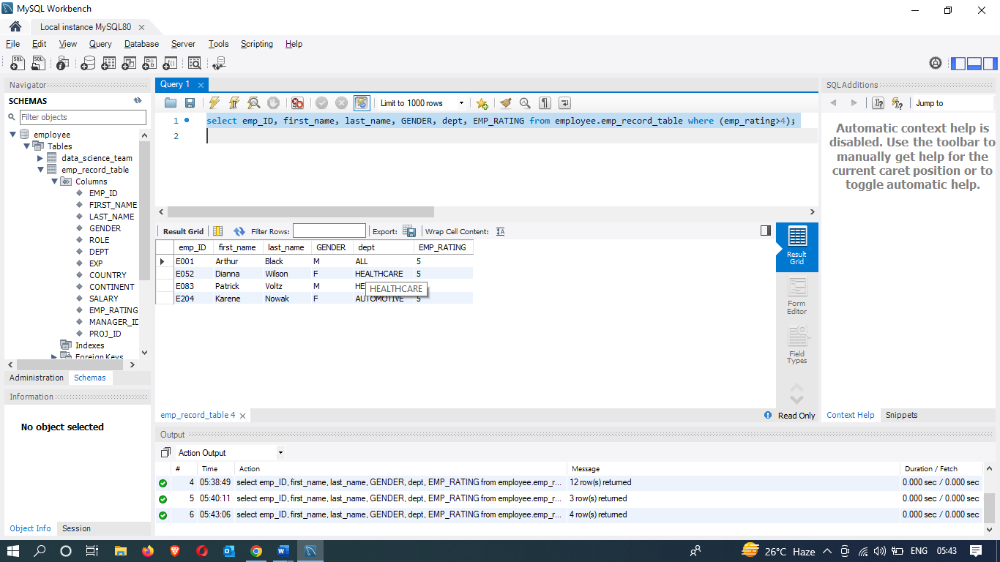 MySQL Workbench
Local instance MySQL80
File Edit View Query Database Server Tools Scripting Help
Navigator
SCHEMAS
Filter objects
employee
Tables
data_science_team
emp_record_table
Columns
EMP_ID
FIRST_NAME
LAST_NAME
GENDER
ROLE
DEPT
EXP
COUNTRY
CONTINENT
SALARY
EMP_RATING
MANAGER_ID
PROJ_ID
Indexes
Foreign Keys
Administration Schemas
Information
No object selected
Object Info Session
Query 1
Limit to 1000 rows
1 select emp_ID, first_name, last_name, GENDER, dept, EMP_RATING from employee.emp_record_table where (emp_rating>4);
2
Result Grid Filter Rows: Export: Wrap Cell Content:
emp_ID first_name last_name GENDER dept EMP_RATING
E001 Arthur Black M ALL 5
E052 Dianna Wilson F HEALTHCARE 5
E083 Patrick Voltz M HE
HEALTHCARE
E204 Karene Nowak F AUTOMOTIVE 5
Result Grid
Form Editor
Field Types
emp_record_table 4
Read Only
SQLAdditions
Jump to
Automatic context help is
disabled. Use the toolbar to
manually get help for the
current caret position or to
toggle automatic help.
Context Help Snippets
Output
Action Output
# Time Action Message Duration / Fetch
4 05:38:49 select emp_ID, first_name, last_name, GENDER, dept, EMP_RATING from employee.emp_r... 12 row(s) returned 0.000 sec / 0.000 sec
5 05:40:11 select emp_ID, first_name, last_name, GENDER, dept, EMP_RATING from employee.emp_r... 3 row(s) returned 0.000 sec / 0.000 sec
6 05:43:06 select emp_ID, first_name, last_name, GENDER, dept, EMP_RATING from employee.emp_r... 4 row(s) returned 0.000 sec / 0.000 sec
26°C Haze ENG 05:43